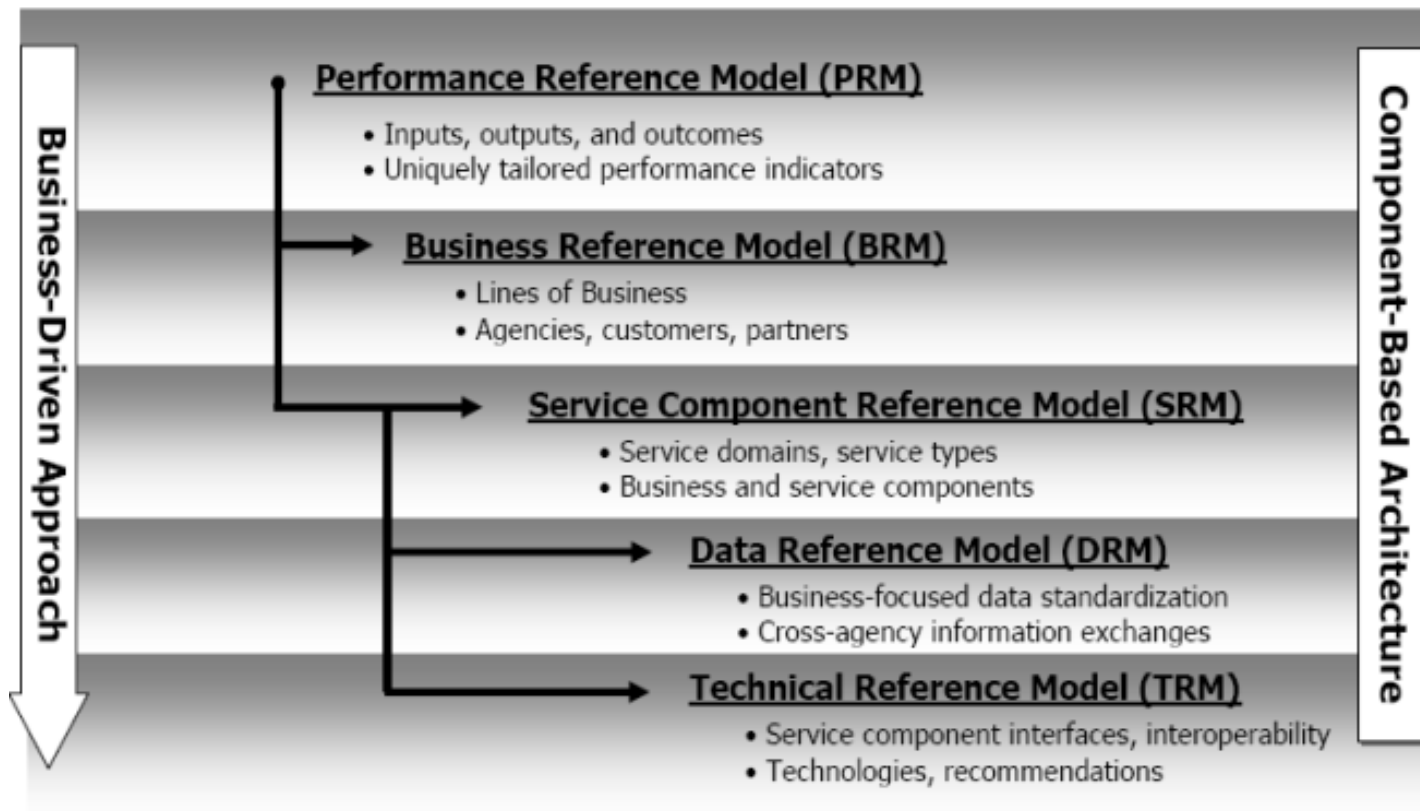 Business-Driven Approach
Performance Reference Model (PRM)
• Inputs, outputs, and outcomes
• Uniquely tailored performance indicators
Business Reference Model (BRM)
• Lines of Business
• Agencies, customers, partners
Service Component Reference Model (SRM)
• Service domains, service types
• Business and service components
Data Reference Model (DRM)
• Business-focused data standardization
• Cross-agency information exchanges
Technical Reference Model (TRM)
• Service component interfaces, interoperability
• Technologies, recommendations
Component-Based Architecture